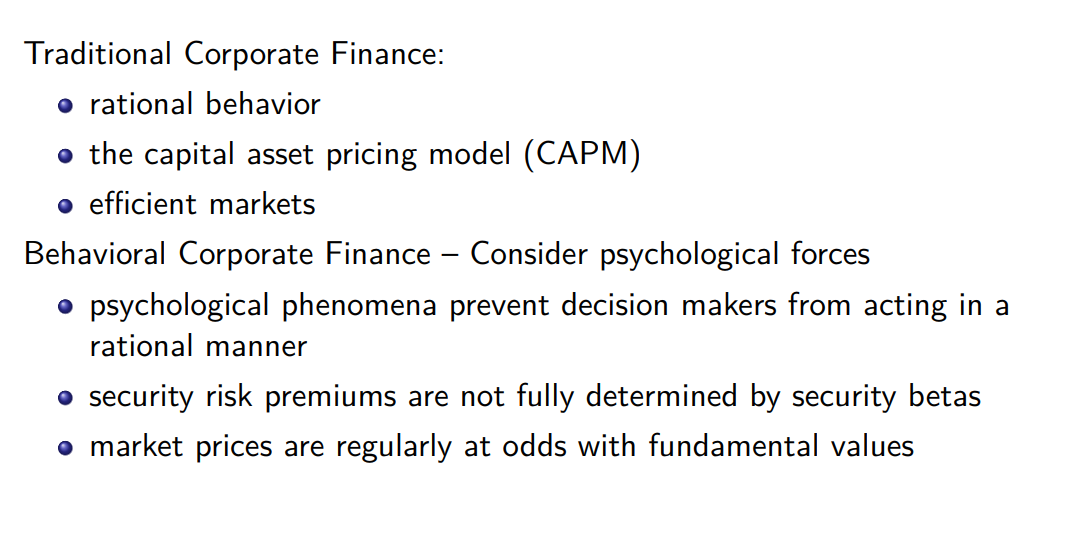 Traditional Corporate Finance:
rational behavior
the capital asset pricing model (CAPM)
efficient markets
Behavioral Corporate Finance – Consider psychological forces
psychological phenomena prevent decision makers from acting in a
rational manner
security risk premiums are not fully determined by security betas
market prices are regularly at odds with fundamental values